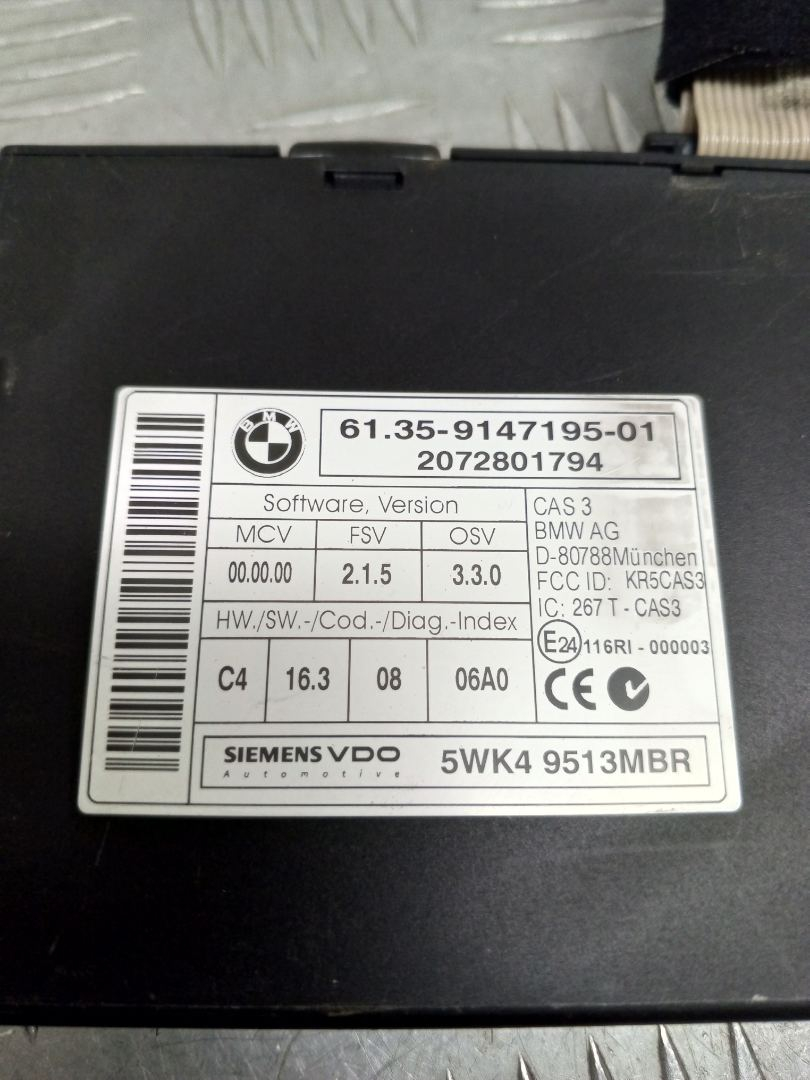 BMW
61.35-9147195-01
2072801794
Software, Version
MCV FSV OSV
00.00.00 2.1.5 3.3.0
HW./SW.-/Cod.-/Diag.-Index
C4 16.3 08 06A0
CAS 3
BMW AG
D-80788München
FCC ID: KR5CAS3
IC: 267 T - CAS3
E24 116RI - 000003
CE
SIEMENS VDO
Automotive
5WK4 9513MBR